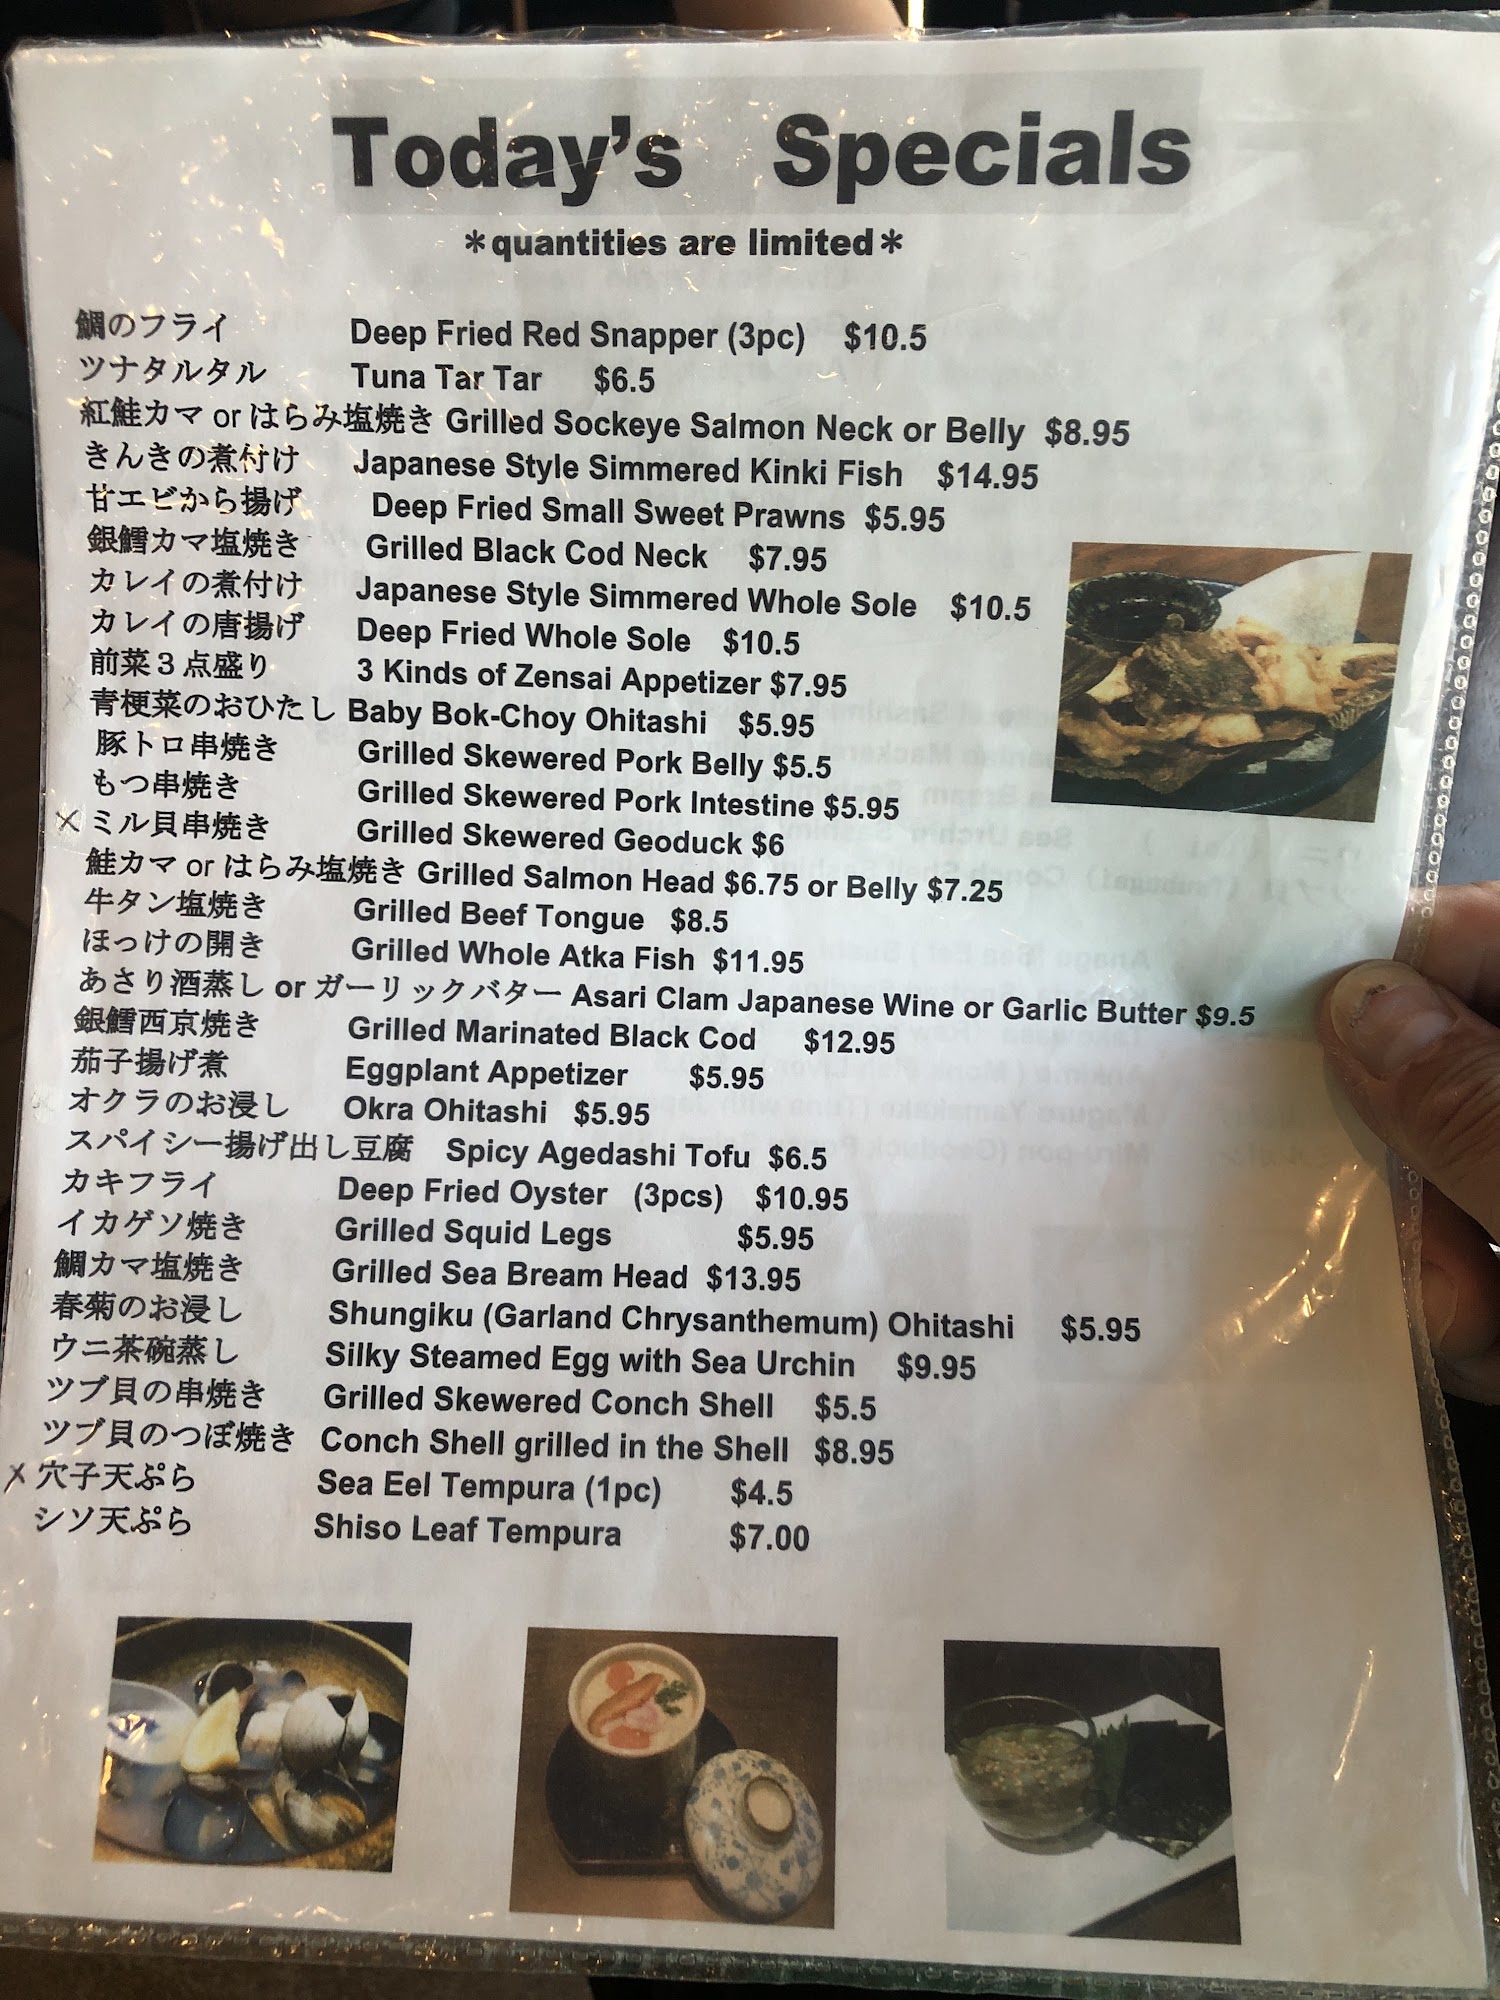 Today's Specials
*quantities are limited*
鯛のフライ Deep Fried Red Snapper (3pc) $10.5
ツナタルタル Tuna Tar Tar $6.5
紅鮭カマ or はらみ塩焼き Grilled Sockeye Salmon Neck or Belly $8.95
きんきの煮付け Japanese Style Simmered Kinki Fish $14.95
甘エビから揚げ Deep Fried Small Sweet Prawns $5.95
銀鱈カマ塩焼き Grilled Black Cod Neck $7.95
カレイの煮付け Japanese Style Simmered Whole Sole $10.5
カレイの唐揚げ Deep Fried Whole Sole $10.5
前菜３点盛り 3 Kinds of Zensai Appetizer $7.95
青梗菜のおひたし Baby Bok-Choy Ohitashi $5.95
豚トロ串焼き Grilled Skewered Pork Belly $5.5
もつ串焼き Grilled Skewered Pork Intestine $5.95
× ミル貝串焼き Grilled Skewered Geoduck $6
鮭カマ or はらみ塩焼き Grilled Salmon Head $6.75 or Belly $7.25
牛タン塩焼き Grilled Beef Tongue $8.5
ほっけの開き Grilled Whole Atka Fish $11.95
あさり酒蒸し or ガーリックバター Asari Clam Japanese Wine or Garlic Butter $9.5
銀鱈西京焼き Grilled Marinated Black Cod $12.95
茄子揚げ煮 Eggplant Appetizer $5.95
オクラのお浸し Okra Ohitashi $5.95
スパイシー揚げ出し豆腐 Spicy Agedashi Tofu $6.5
カキフライ Deep Fried Oyster (3pcs) $10.95
イカゲソ焼き Grilled Squid Legs $5.95
鯛カマ塩焼き Grilled Sea Bream Head $13.95
春菊のお浸し Shungiku (Garland Chrysanthemum) Ohitashi $5.95
ウニ茶碗蒸し Silky Steamed Egg with Sea Urchin $9.95
ツブ貝の串焼き Grilled Skewered Conch Shell $5.5
ツブ貝のつぼ焼き Conch Shell grilled in the Shell $8.95
× 穴子天ぷら Sea Eel Tempura (1pc) $4.5
シソ天ぷら Shiso Leaf Tempura $7.00